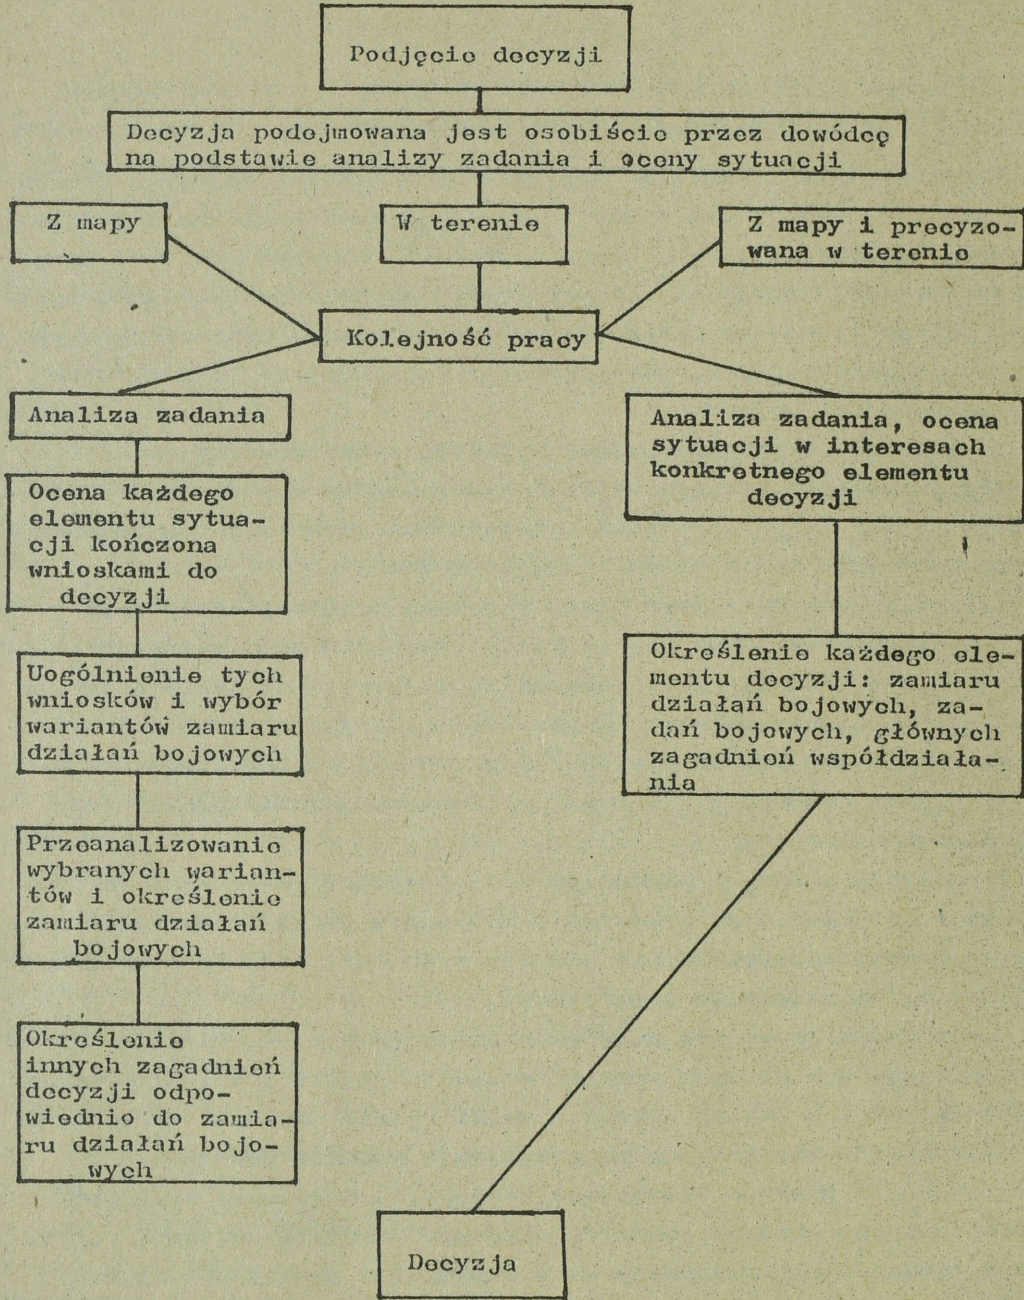 Podjęcie decyzji
Decyzja podejmowana jest osobiście przez dowódcę
na podstawie analizy zadania i oceny sytuacji
Z mapy
W terenie
Z mapy i precyzo-
wana w terenie
Kolejność pracy
Analiza zadania
Ocena każdego
elementu sytua-
cji kończona
wnioskami do
decyzji
Uogólnienie tych
wniosków i wybór
wariantów zamiaru
działań bojowych
Przeanalizowanie
wybranych warian-
tów i określenie
zamiaru działań
bojowych
Określenie
innych zagadnień
decyzji odpo-
wiednio do zamia-
ru działań bojo-
wych
Analiza zadania, ocena
sytuacji w interesach
konkretnego elementu
decyzji
Określenie każdego ele-
mentu decyzji: zamiaru
działań bojowych, za-
dań bojowych, głównych
zagadnień współdziała-
nia
Decyzja